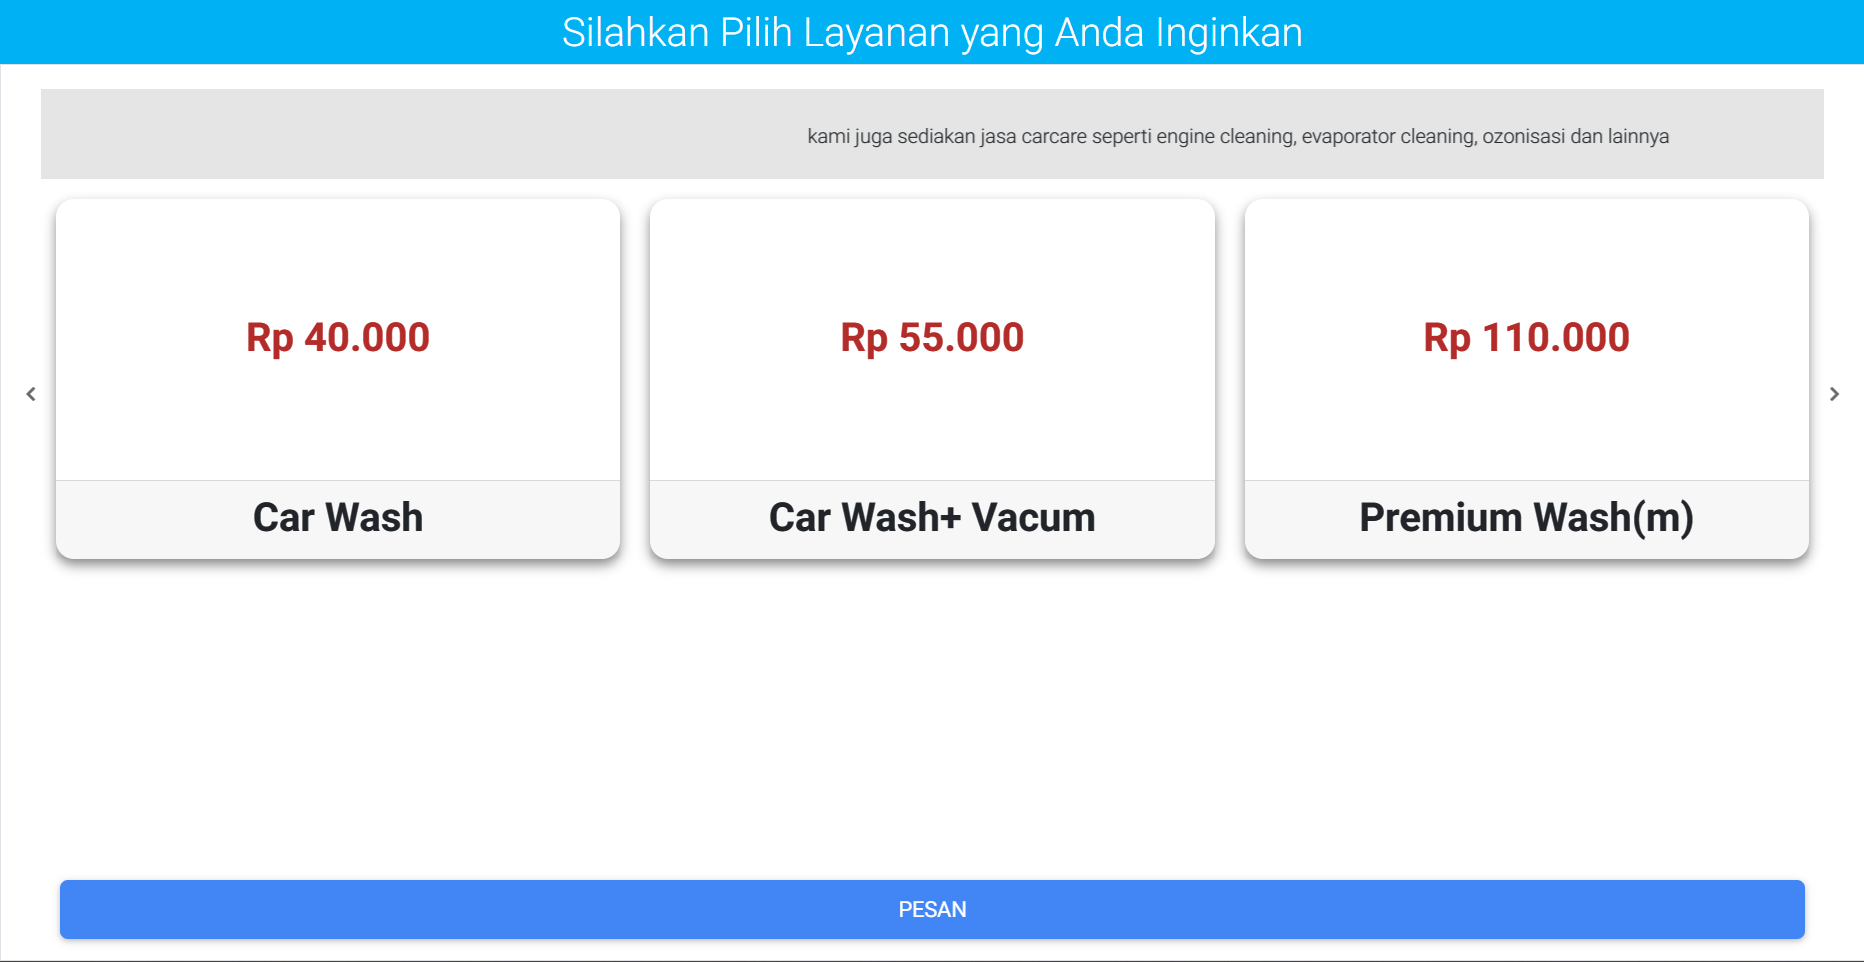 Silahkan Pilih Layanan yang Anda Inginkan
kami juga sediakan jasa carcare seperti engine cleaning, evaporator cleaning, ozonisasi dan lainnya
Rp 40.000
Car Wash
Rp 55.000
Car Wash+ Vacum
Rp 110.000
Premium Wash(m)
PESAN